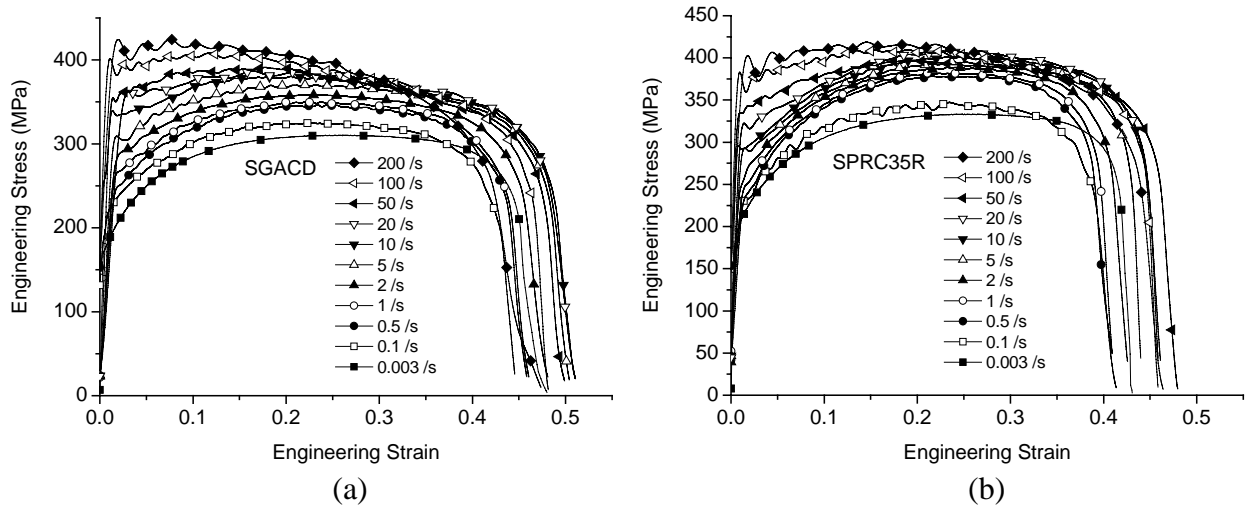 (a)
Engineering Stress (MPa)
400
300
200
100
0
SGACD
200 /s
100 /s
50 /s
20 /s
10 /s
5 /s
2 /s
1 /s
0.5 /s
0.1 /s
0.003 /s
0.0 0.1 0.2 0.3 0.4 0.5
Engineering Strain
(a)
(b)
Engineering Stress (MPa)
450
400
350
300
250
200
150
100
50
0
SPRC35R
200 /s
100 /s
50 /s
20 /s
10 /s
5 /s
2 /s
1 /s
0.5 /s
0.1 /s
0.003 /s
0.0 0.1 0.2 0.3 0.4 0.5
Engineering Strain
(b)